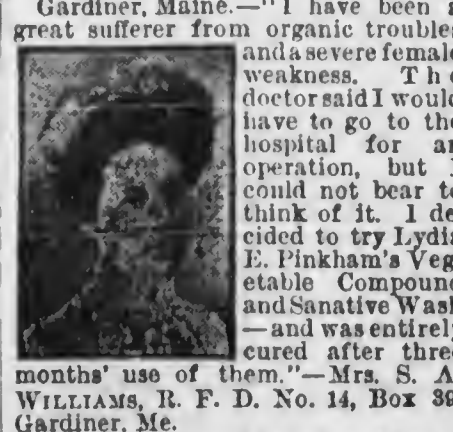 Gardiner, Maine.—"I have been a
great sufferer from organic troubles
and a severe female
weakness. The
doctor said I would
have to go to the
hospital for an
operation, but I
could not bear to
think of it. I de
cided to try Lydia
E. Pinkham's Veg
etable Compound
and Sanative Wash
—and was entirely
cured after three
months' use of them."—Mrs. S. A.
WILLIAMS, R. F. D. No. 14, Box 39
Gardiner, Me.